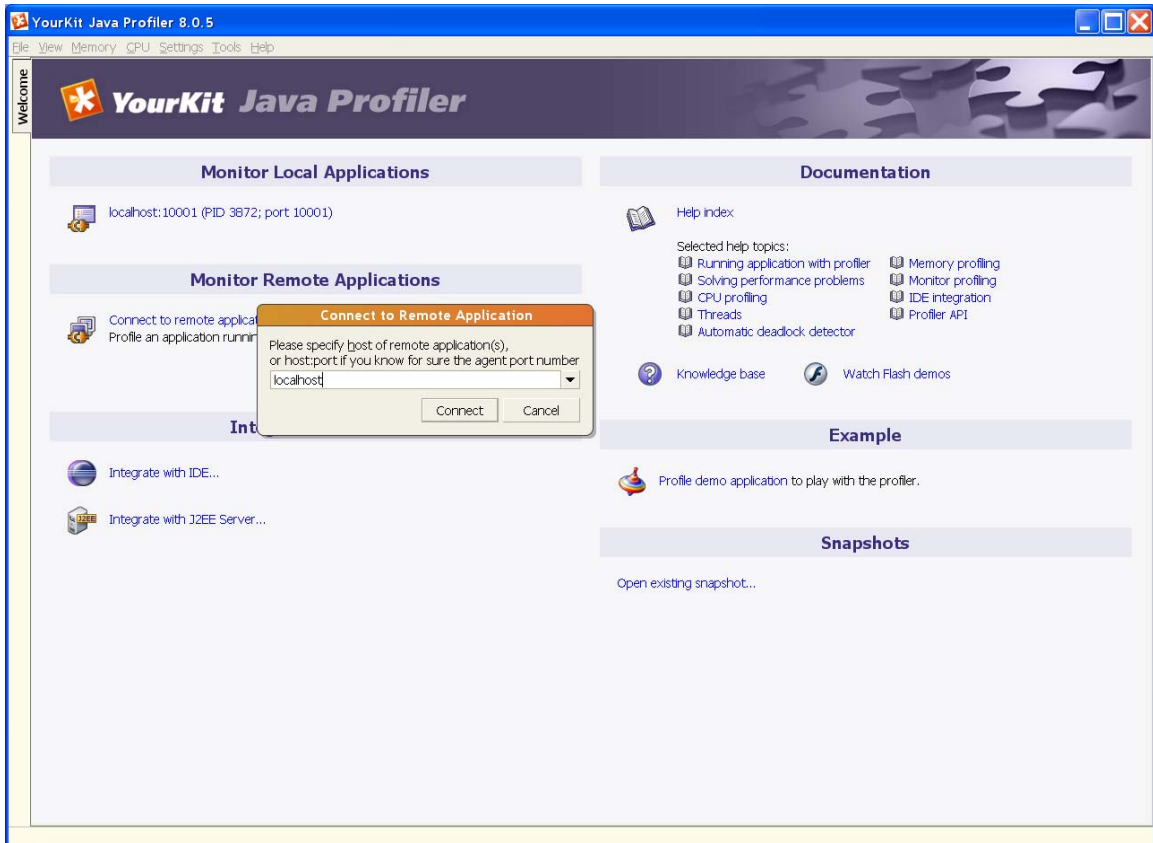 YourKit Java Profiler 8.0.5
File View Memory CPU Settings Tools Help
Welcome
YourKit Java Profiler
Monitor Local Applications
localhost:10001 (PID 3872; port 10001)
Monitor Remote Applications
Connect to remote applicat
Profile an application runnin
Connect to Remote Application
Please specify host of remote application(s),
or host:port if you know for sure the agent port number
localhost
Connect Cancel
Int
Integrate with IDE...
J2EE
Integrate with J2EE Server...
Documentation
Help index
Selected help topics:
Running application with profiler Memory profiling
Solving performance problems Monitor profiling
CPU profiling IDE integration
Threads Profiler API
Automatic deadlock detector
Knowledge base Watch Flash demos
Example
Profile demo application to play with the profiler.
Snapshots
Open existing snapshot...